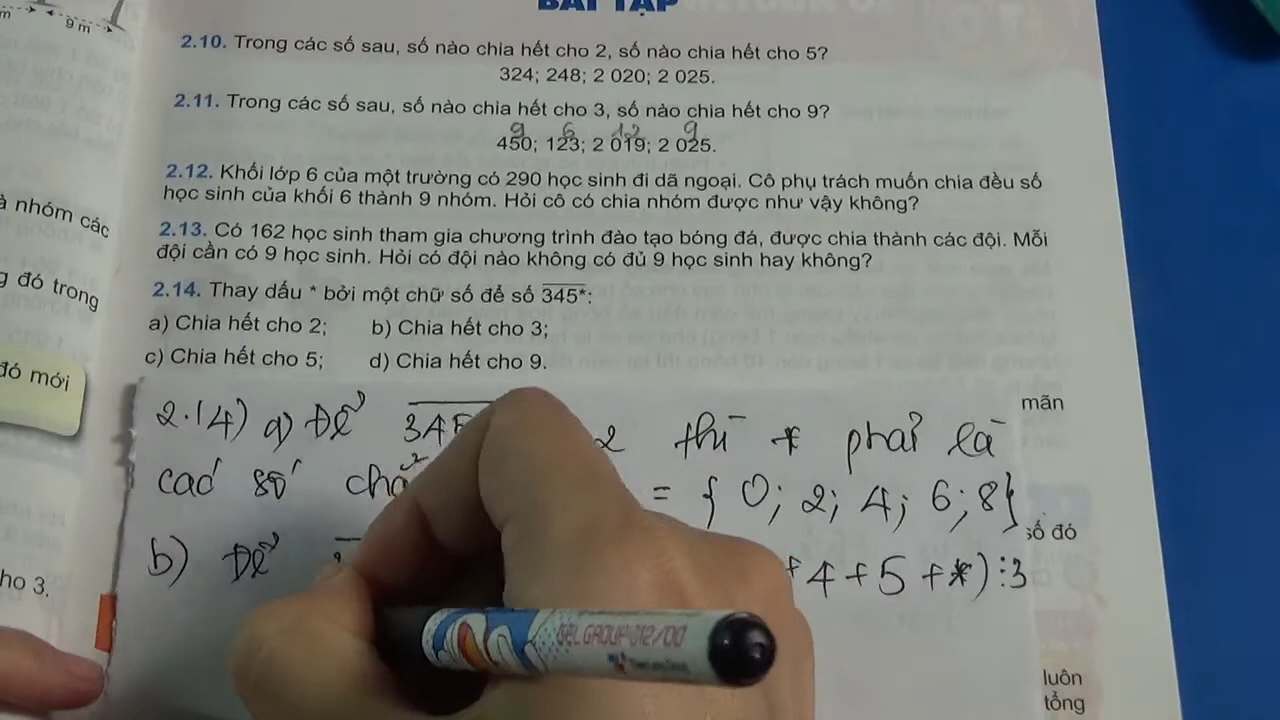 BÀI TẬP
m
9 m
2.10. Trong các số sau, số nào chia hết cho 2, số nào chia hết cho 5?
324; 248; 2 020; 2 025.
2.11. Trong các số sau, số nào chia hết cho 3, số nào chia hết cho 9?
9 6 12 9
450; 123; 2 019; 2 025.
2.12. Khối lớp 6 của một trường có 290 học sinh đi dã ngoại. Cô phụ trách muốn chia đều số
học sinh của khối 6 thành 9 nhóm. Hỏi cô có chia nhóm được như vậy không?
à nhóm các
2.13. Có 162 học sinh tham gia chương trình đào tạo bóng đá, được chia thành các đội. Mỗi
đội cần có 9 học sinh. Hỏi có đội nào không có đủ 9 học sinh hay không?
g đó trong
2.14. Thay dấu * bởi một chữ số để số 345*:
a) Chia hết cho 2; b) Chia hết cho 3;
c) Chia hết cho 5; d) Chia hết cho 9.
đó mới
mãn
2.14) a) Để 345 2 thì * phải là
các số = { 0; 2; 4; 6; 8}
số đó
b) Để + 4 + 5 + *) ⋮ 3
ho 3.
GEL GROUP 012/00
luôn
tổng